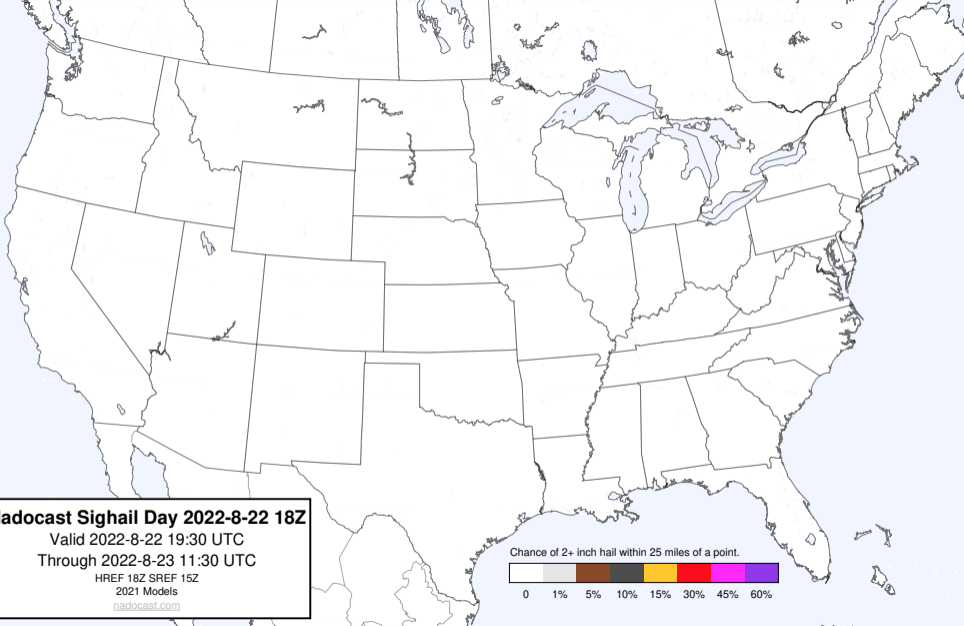 adocast Sighail Day 2022-8-22 18Z
Valid 2022-8-22 19:30 UTC
Through 2022-8-23 11:30 UTC
HREF 18Z SREF 15Z
2021 Models
nadocast.com
Chance of 2+ inch hail within 25 miles of a point.
0 1% 5% 10% 15% 30% 45% 60%